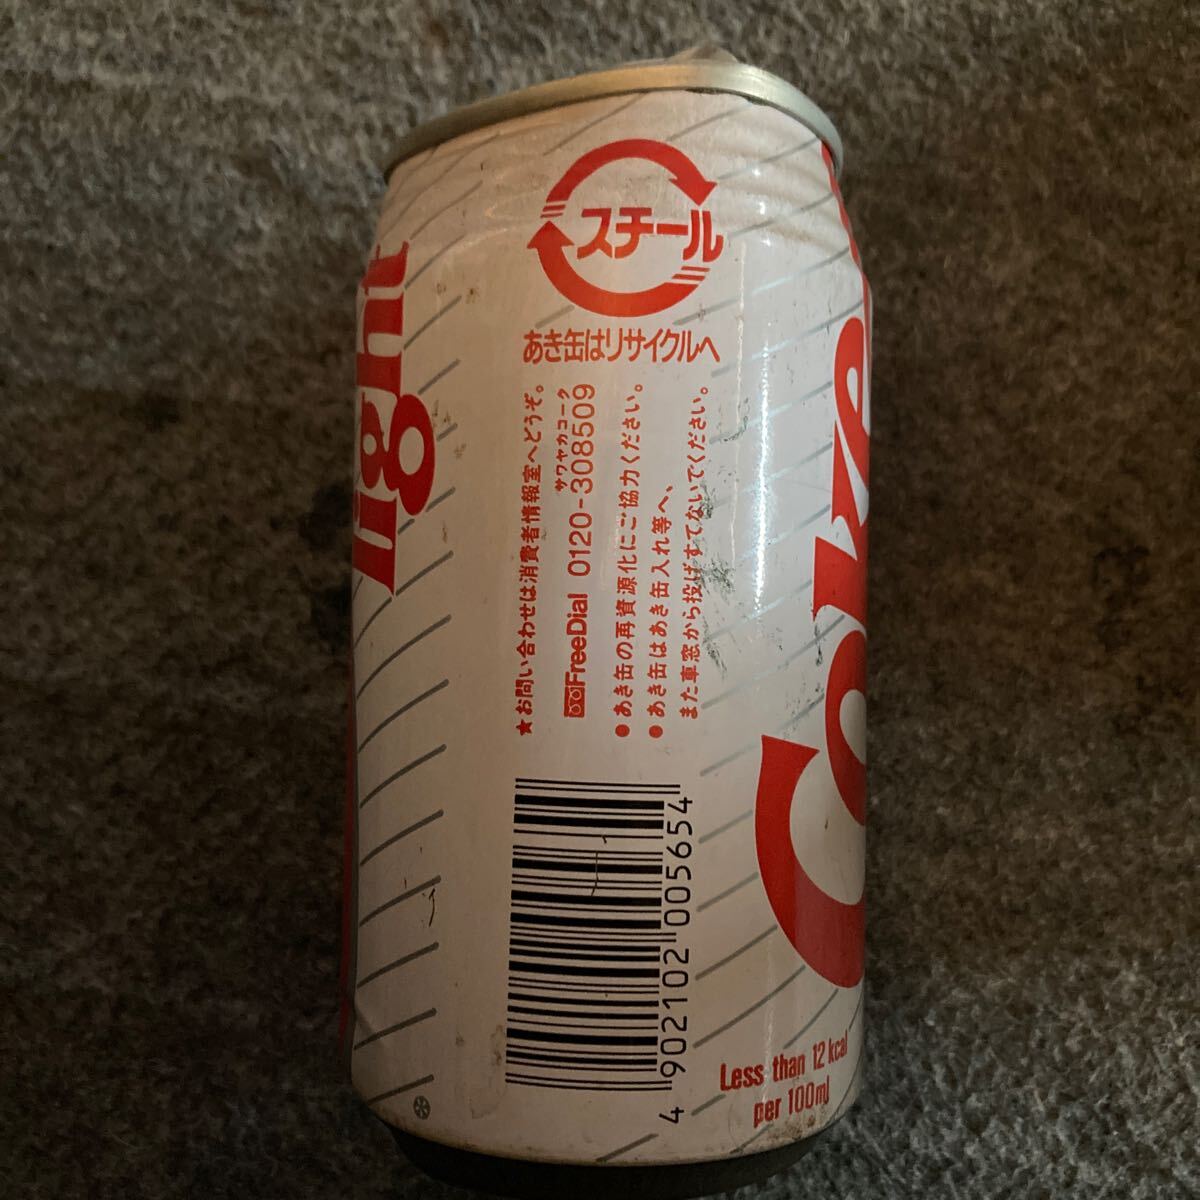 スチール
あき缶はリサイクルへ
★お問い合わせは消費者情報室へどうぞ。
サワヤカコーク
FreeDial 0120-308509
●あき缶の再資源化にご協力ください。
●あき缶はあき缶入れ等へ、
また車窓から投げすてないでください。
4 902102 005654
light
Coke
Less than 12 kcal
per 100ml